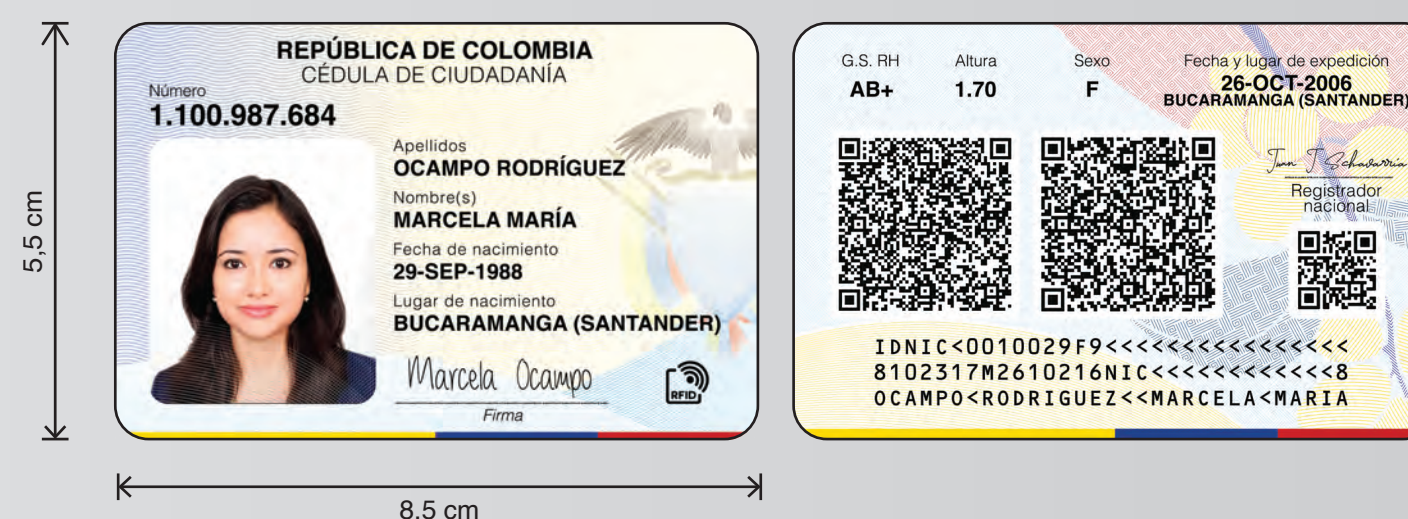 REPÚBLICA DE COLOMBIA
CÉDULA DE CIUDADANÍA
Número
1.100.987.684
Apellidos
OCAMPO RODRÍGUEZ
Nombre(s)
MARCELA MARÍA
Fecha de nacimiento
29-SEP-1988
Lugar de nacimiento
BUCARAMANGA (SANTANDER)
Marcela Ocampo
Firma
RFID
5,5 cm
8,5 cm
G.S. RH Altura Sexo Fecha y lugar de expedición
AB+ 1.70 F 26-OCT-2006
BUCARAMANGA (SANTANDER)
Juan J Echavarria
Registrador
nacional
IDNIC<0010029F9<<<<<<<<<<<<<<<
8102317M2610216NIC<<<<<<<<<<<8
OCAMPO<RODRIGUEZ<<MARCELA<MARIA